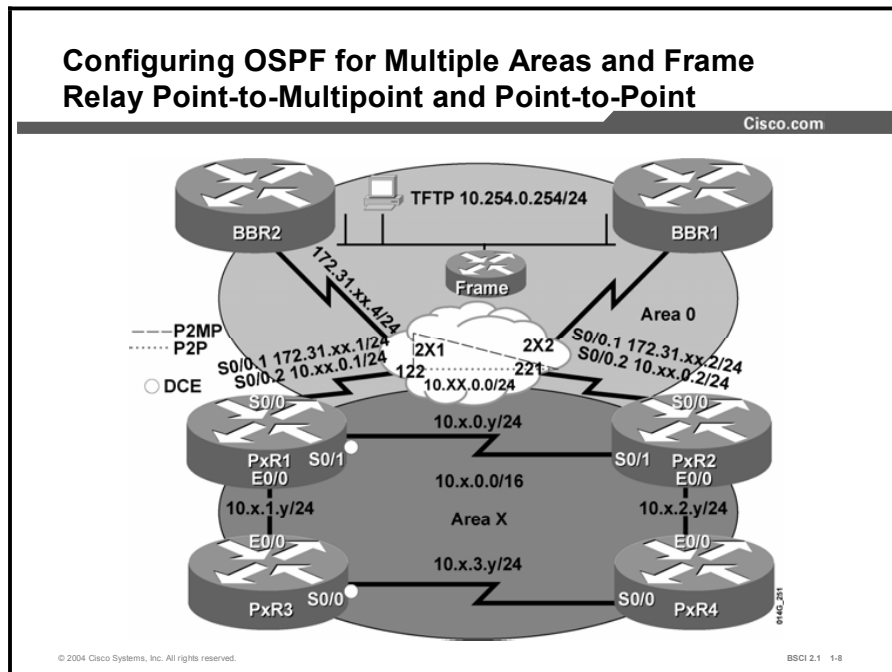 Configuring OSPF for Multiple Areas and Frame
Relay Point-to-Multipoint and Point-to-Point
Cisco.com
TFTP 10.254.0.254/24
BBR2
BBR1
Frame
172.31.xx.4/24
Area 0
P2MP
P2P
DCE
S0/0.1 172.31.xx.1/24
S0/0.2 10.xx.0.1/24
2X1
2X2
122
221
10.XX.0.0/24
S0/0.1 172.31.xx.2/24
S0/0.2 10.xx.0.2/24
S0/0
S0/0
10.x.0.y/24
PxR1
S0/1
S0/1
PxR2
E0/0
E0/0
10.x.0.0/16
10.x.1.y/24
Area X
10.x.2.y/24
E0/0
E0/0
10.x.3.y/24
PxR3
S0/0
S0/0
PxR4
014G_251
© 2004 Cisco Systems, Inc. All rights reserved.
BSCI 2.1 1-8